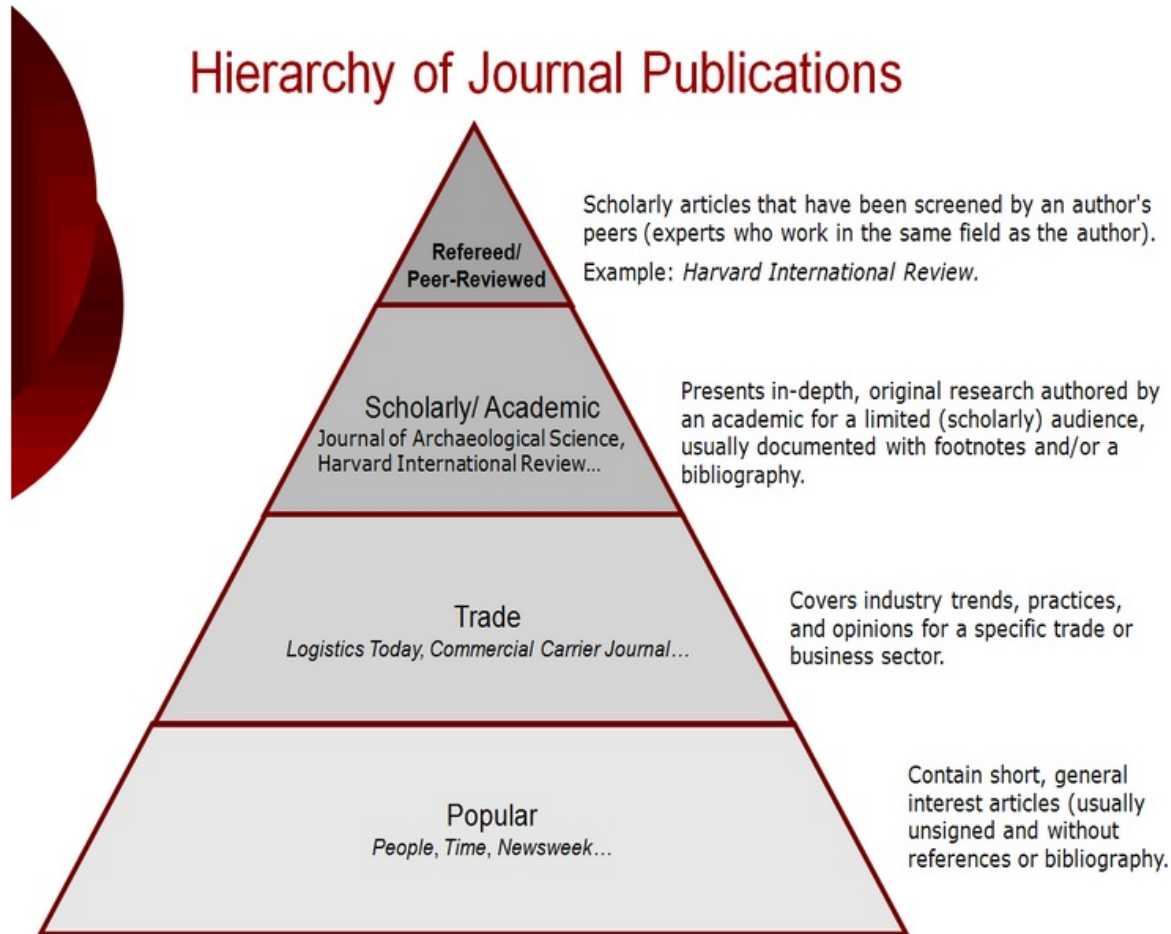 Hierarchy of Journal Publications
Refereed/
Peer-Reviewed
Scholarly articles that have been screened by an author's
peers (experts who work in the same field as the author).
Example: Harvard International Review.
Scholarly/ Academic
Journal of Archaeological Science,
Harvard International Review...
Presents in-depth, original research authored by
an academic for a limited (scholarly) audience,
usually documented with footnotes and/or a
bibliography.
Trade
Logistics Today, Commercial Carrier Journal...
Covers industry trends, practices,
and opinions for a specific trade or
business sector.
Popular
People, Time, Newsweek...
Contain short, general
interest articles (usually
unsigned and without
references or bibliography.